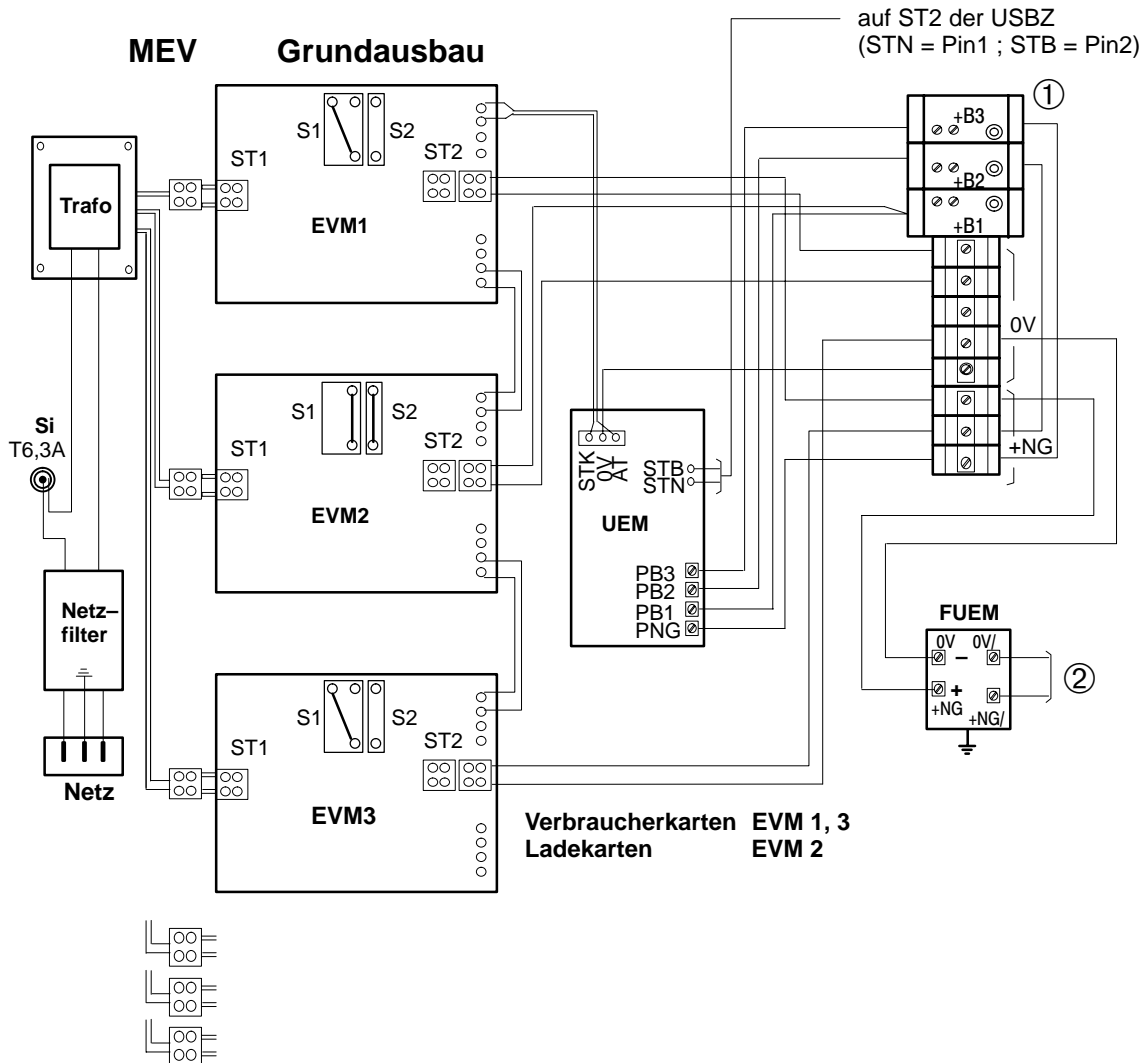 auf ST2 der USBZ
(STN = Pin1 ; STB = Pin2)
MEV Grundausbau
Trafo
S1 S2
ST1 ST2
EVM1
S1 S2
ST1 ST2
EVM2
S1 S2
ST1 ST2
EVM3
Si
T6,3A
Netz–
filter
Netz
STK
0V
AT
STB
STN
UEM
PB3
PB2
PB1
PNG
①
+B3
+B2
+B1
0V
+NG
FUEM
0V – 0V/
+
+NG +NG/
②
Verbraucherkarten EVM 1, 3
Ladekarten EVM 2